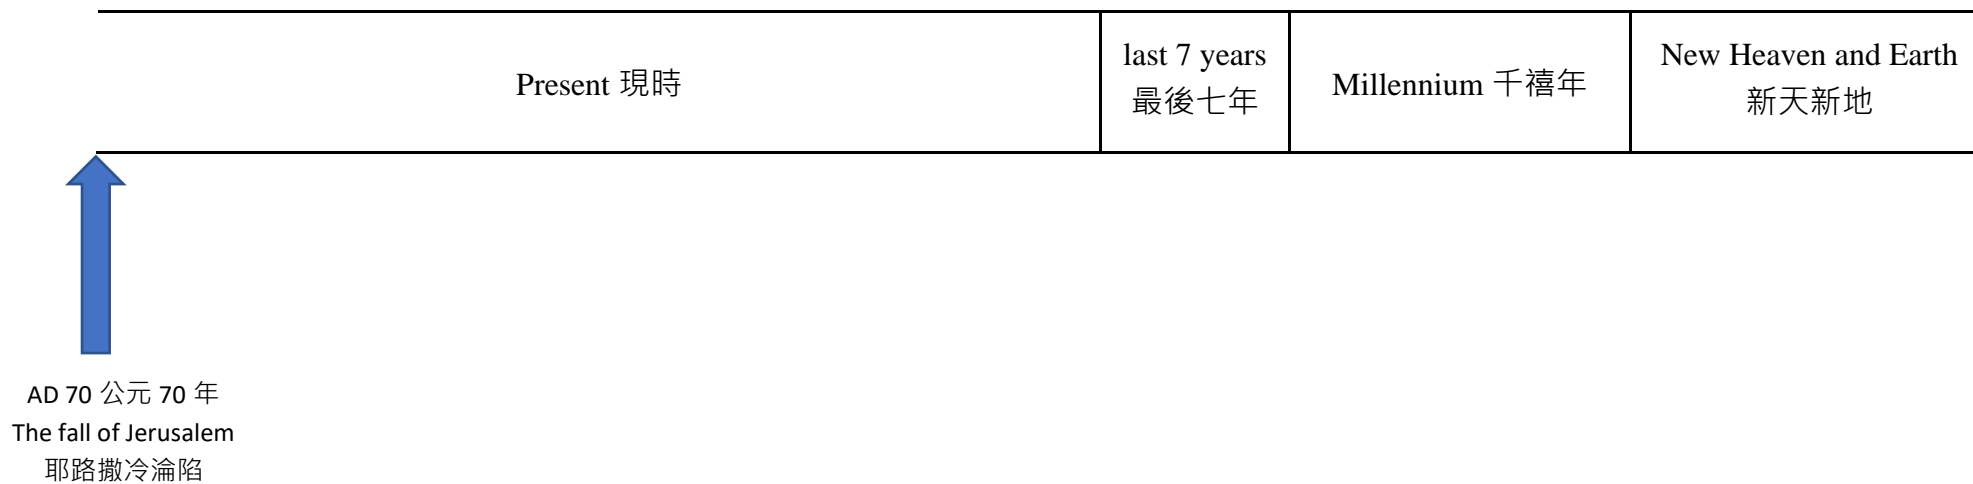 Present 現時
last 7 years
最後七年
Millennium 千禧年
New Heaven and Earth
新天新地
AD 70 公元 70 年
The fall of Jerusalem
耶路撒冷淪陷